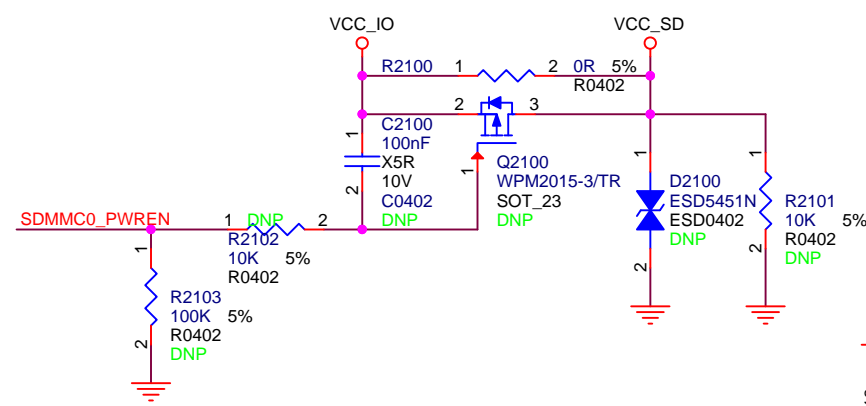 VCC_IO
VCC_SD
R2100
1
2
0R 5%
R0402
2
3
C2100
100nF
X5R
10V
C0402
DNP
1
2
1
Q2100
WPM2015-3/TR
SOT_23
DNP
1
D2100
ESD5451N
ESD0402
DNP
2
1
R2101
10K 5%
R0402
DNP
2
SDMMC0_PWREN
1
DNP
2
R2102
10K 5%
R0402
1
R2103
100K 5%
R0402
DNP
2